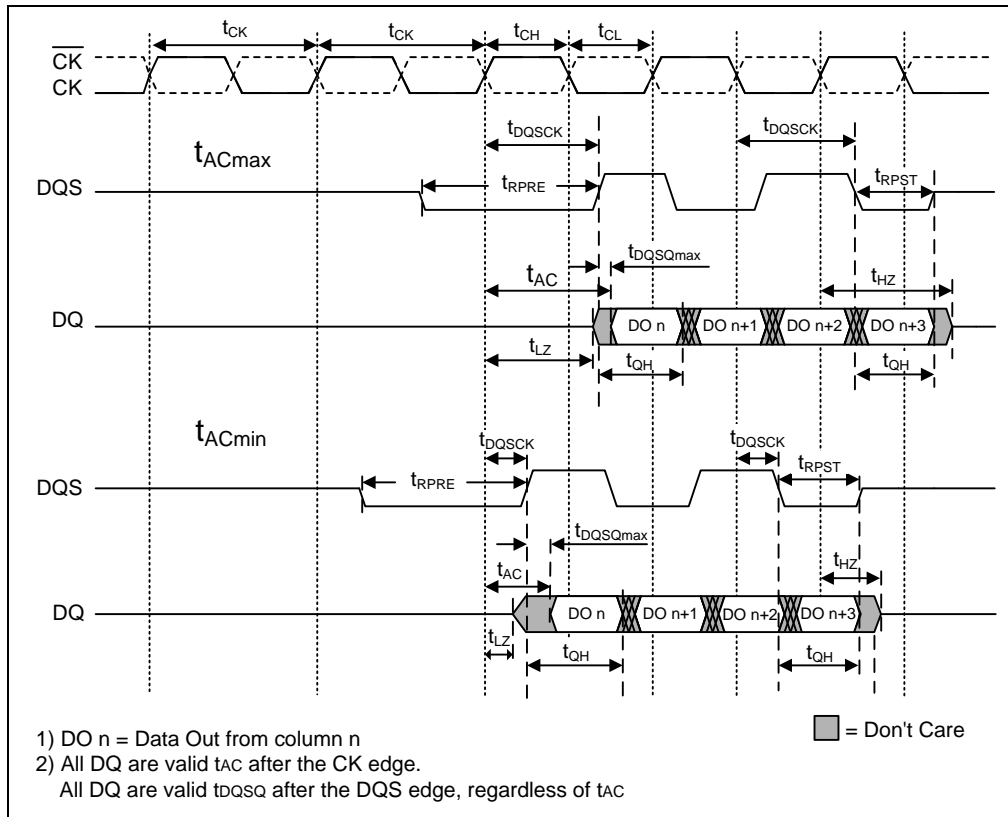 tCK tCK tCH tCL
CK
CK
tDQSCK tDQSCK
tACmax
DQS tRPRE tRPST
tDQSQmax
tAC tHZ
DQ DO n DO n+1 DO n+2 DO n+3
tLZ tQH tQH
tACmin
tDQSCK tDQSCK
DQS tRPRE tRPST
tDQSQmax
tAC tHZ
DQ DO n DO n+1 DO n+2 DO n+3
tLZ tQH tQH
1) DO n = Data Out from column n = Don't Care
2) All DQ are valid tAC after the CK edge.
All DQ are valid tDQSQ after the DQS edge, regardless of tAC